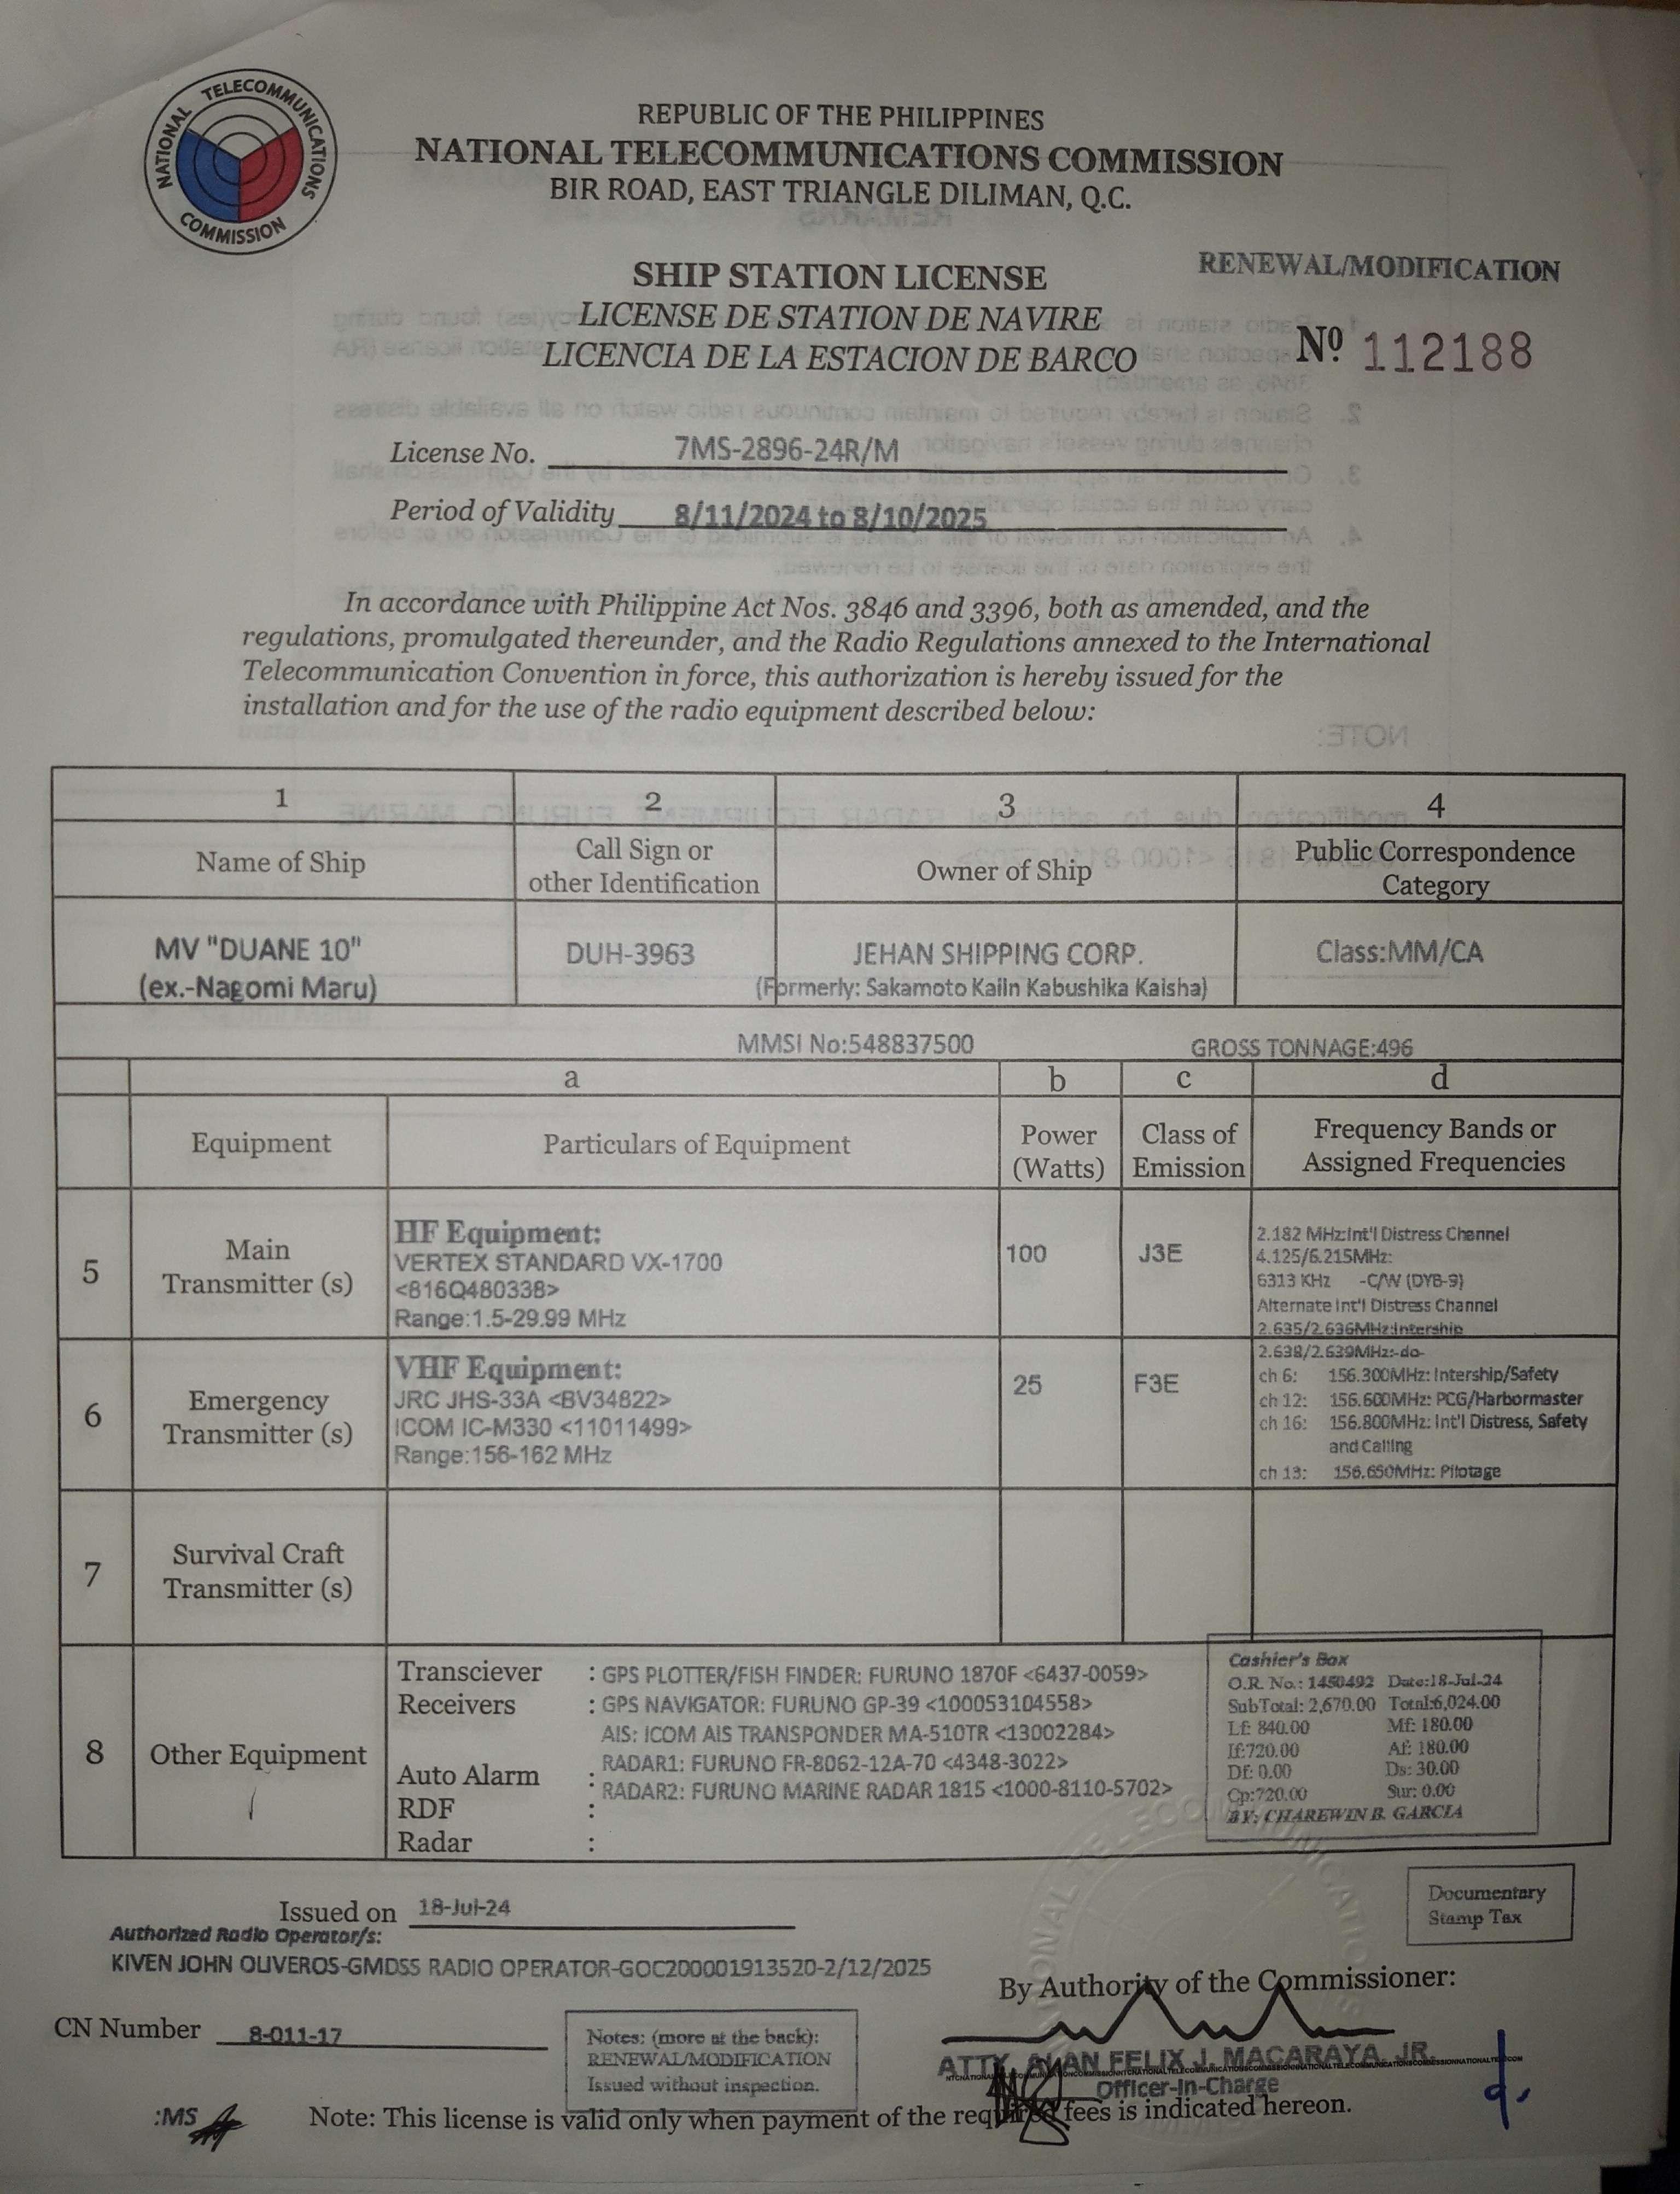 NATIONAL TELECOMMUNICATIONS COMMISSION
REPUBLIC OF THE PHILIPPINES
NATIONAL TELECOMMUNICATIONS COMMISSION
BIR ROAD, EAST TRIANGLE DILIMAN, Q.C.
RENEWAL/MODIFICATION
SHIP STATION LICENSE
LICENSE DE STATION DE NAVIRE
LICENCIA DE LA ESTACION DE BARCO
Nº 112188
License No. 7MS-2896-24R/M
Period of Validity 8/11/2024 to 8/10/2025
In accordance with Philippine Act Nos. 3846 and 3396, both as amended, and the
regulations, promulgated thereunder, and the Radio Regulations annexed to the International
Telecommunication Convention in force, this authorization is hereby issued for the
installation and for the use of the radio equipment described below:
1 2 3 4
Name of Ship
Call Sign or
other Identification
Owner of Ship
Public Correspondence
Category
MV "DUANE 10"
(ex.-Nagomi Maru)
DUH-3963
JEHAN SHIPPING CORP.
(Formerly: Sakamoto Kaiin Kabushika Kaisha)
Class:MM/CA
MMSI No:548837500 GROSS TONNAGE:496
a b c d
Equipment
Particulars of Equipment
Power
(Watts)
Class of
Emission
Frequency Bands or
Assigned Frequencies
5
Main
Transmitter (s)
HF Equipment:
VERTEX STANDARD VX-1700
<816Q480338>
Range:1.5-29.99 MHz
100
J3E
2.182 MHz:Int'l Distress Channel
4.125/6.215MHz:
6313 KHz -C/W (DYB-9)
Alternate Int'l Distress Channel
2.635/2.636MHz:Intership
6
Emergency
Transmitter (s)
VHF Equipment:
JRC JHS-33A <BV34822>
ICOM IC-M330 <11011499>
Range:156-162 MHz
25
F3E
2.638/2.639MHz:-do-
ch 6: 156.300MHz: Intership/Safety
ch 12: 156.600MHz: PCG/Harbormaster
ch 16: 156.800MHz: Int'l Distress, Safety
and Calling
ch 13: 156.650MHz: Pilotage
7
Survival Craft
Transmitter (s)
8
Other Equipment
Transciever : GPS PLOTTER/FISH FINDER: FURUNO 1870F <6437-0059>
Receivers : GPS NAVIGATOR: FURUNO GP-39 <100053104558>
AIS: ICOM AIS TRANSPONDER MA-510TR <13002284>
RADAR1: FURUNO FR-8062-12A-70 <4348-3022>
Auto Alarm :
RADAR2: FURUNO MARINE RADAR 1815 <1000-8110-5702>
RDF :
Radar :
Cashier's Box
O.R. No.: 1450492 Date:18-Jul-24
SubTotal: 2,670.00 Total:6,024.00
Lf: 840.00 Mf: 180.00
If:720.00 Af: 180.00
Df: 0.00 Ds: 30.00
Cp:720.00 Sur: 0.00
BY: CHAREWIN B. GARCIA
Documentary
Stamp Tax
Issued on 18-Jul-24
Authorized Radio Operator/s:
KIVEN JOHN OLIVEROS-GMDSS RADIO OPERATOR-GOC200001913520-2/12/2025
By Authority of the Commissioner:
CN Number 8-011-17
Notes: (more at the back):
RENEWAL/MODIFICATION
Issued without inspection.
ATTY. ALAN FELIX J. MACARAYA, JR.
Officer-In-Charge
:MS
Note: This license is valid only when payment of the required fees is indicated hereon.